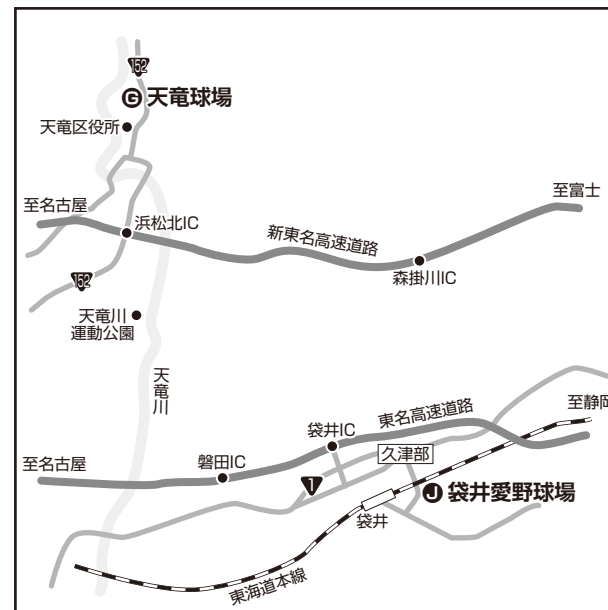 152
G 天竜球場
天竜区役所
至名古屋
浜松北IC
新東名高速道路
至富士
森掛川IC
152
天竜川
運動公園
天竜川
東名高速道路
至静岡
袋井IC
久津部
至名古屋
磐田IC
1
J 袋井愛野球場
袋井
東海道本線